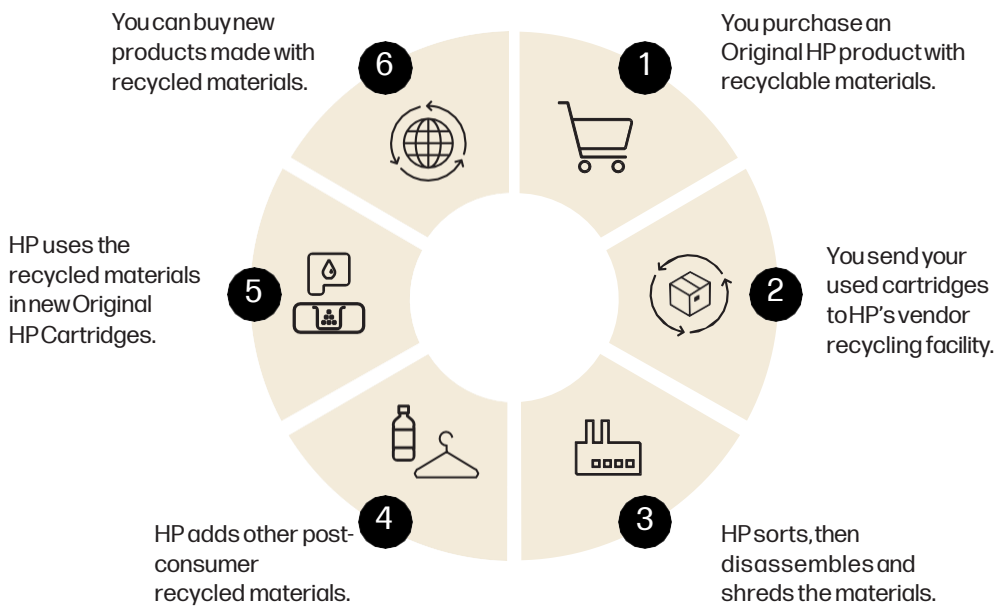 1
You purchase an
Original HP product with
recyclable materials.
2
You send your
used cartridges
to HP's vendor
recycling facility.
3
HP sorts, then
disassembles and
shreds the materials.
4
HP adds other post-
consumer
recycled materials.
5
HP uses the
recycled materials
in new Original
HP Cartridges.
6
You can buy new
products made with
recycled materials.